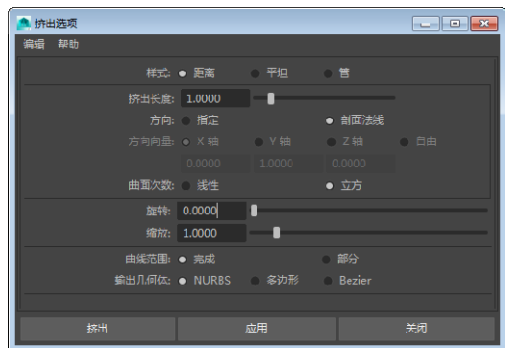 挤出选项
编辑 帮助
样式: 距离 平坦 管
挤出长度: 1.0000
方向: 指定 剖面法线
方向向量: X 轴 Y 轴 Z 轴 自由
0.0000 1.0000 0.0000
曲面次数: 线性 立方
旋转: 0.0000
缩放: 1.0000
曲线范围: 完成 部分
输出几何体: NURBS 多边形 Bezier
挤出 应用 关闭